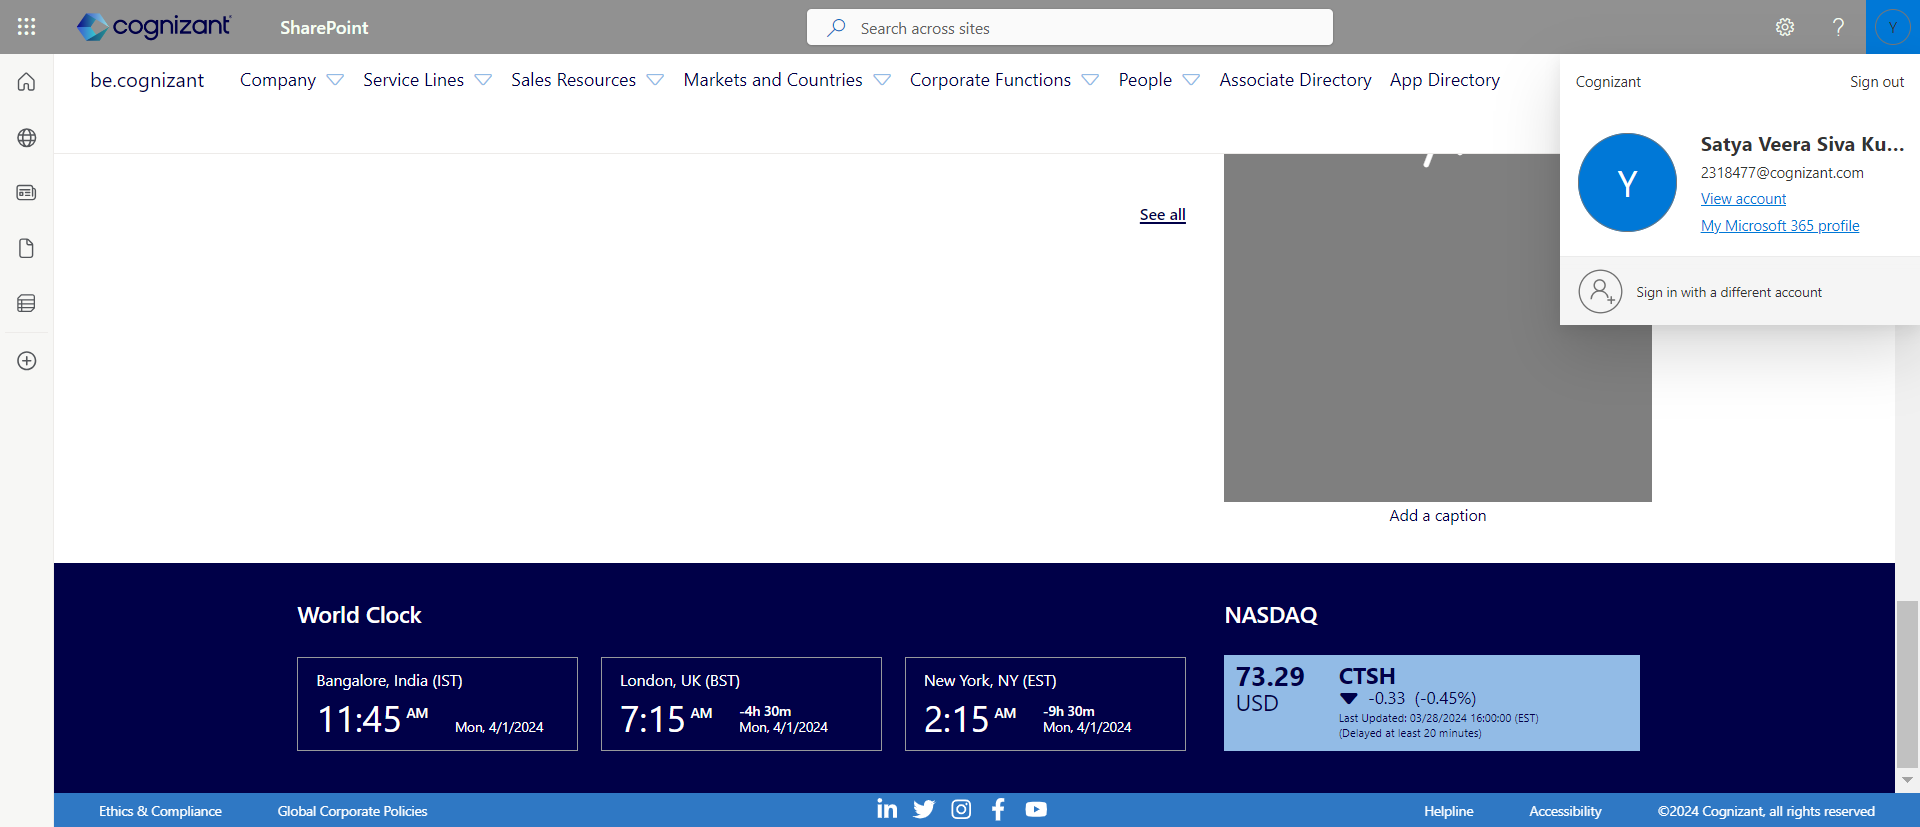 cognizant
SharePoint
Search across sites
?
Y
be.cognizant
Company
Service Lines
Sales Resources
Markets and Countries
Corporate Functions
People
Associate Directory
App Directory
Cognizant
Sign out
Y
Satya Veera Siva Ku...
2318477@cognizant.com
View account
My Microsoft 365 profile
Sign in with a different account
See all
Add a caption
World Clock
Bangalore, India (IST)
11:45 AM
Mon, 4/1/2024
London, UK (BST)
7:15 AM
-4h 30m
Mon, 4/1/2024
New York, NY (EST)
2:15 AM
-9h 30m
Mon, 4/1/2024
NASDAQ
73.29
USD
CTSH
-0.33 (-0.45%)
Last Updated: 03/28/2024 16:00:00 (EST)
(Delayed at least 20 minutes)
Ethics & Compliance
Global Corporate Policies
Helpline
Accessibility
©2024 Cognizant, all rights reserved